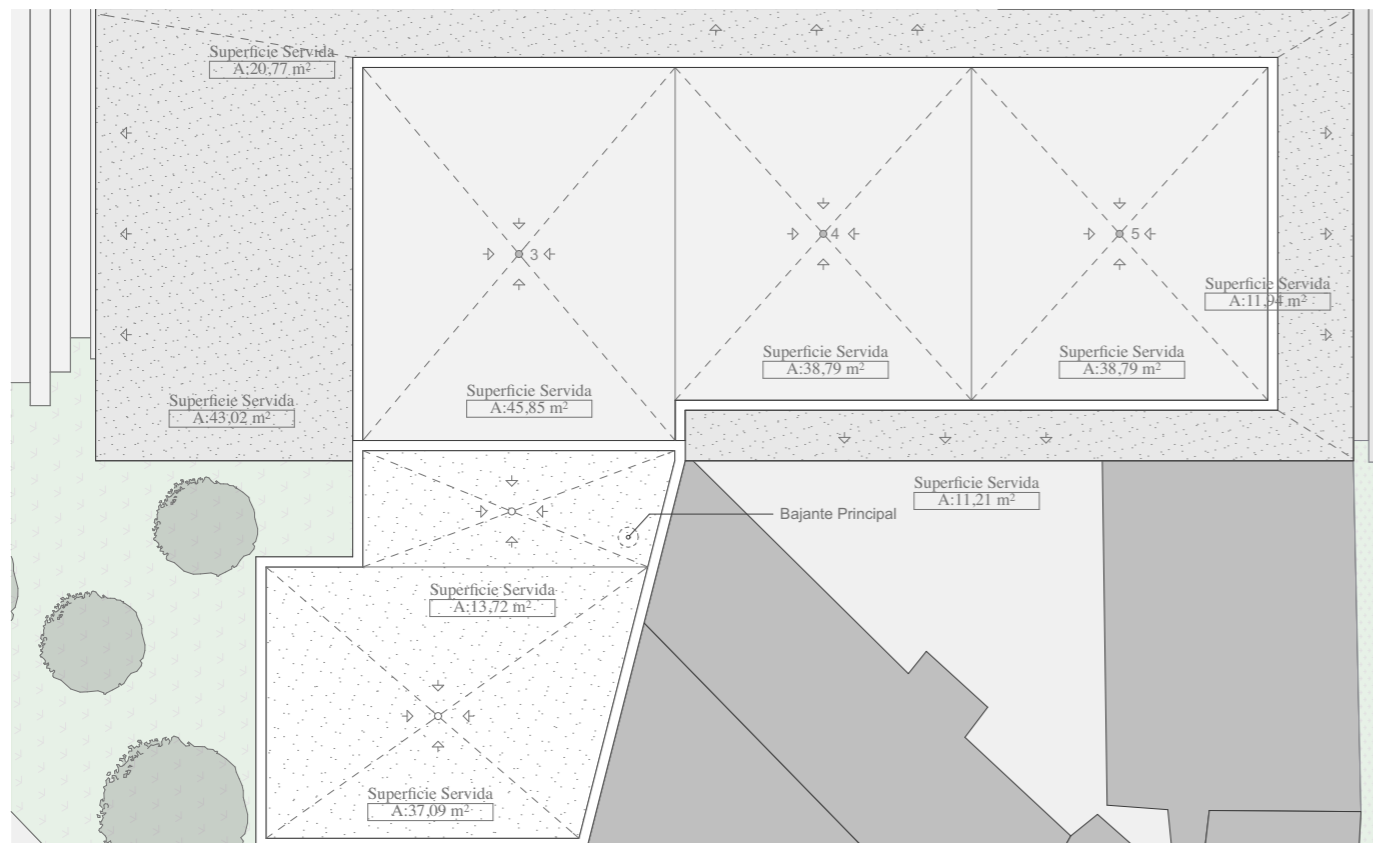 Superficie Servida
A:20,77 m²
3
4
5
Superficie Servida
A:11,94 m²
Superficie Servida
A:38,79 m²
Superficie Servida
A:38,79 m²
Superficie Servida
A:45,85 m²
Superficie Servida
A:43,02 m²
Superficie Servida
A:11,21 m²
Bajante Principal
Superficie Servida
A:13,72 m²
Superficie Servida
A:37,09 m²